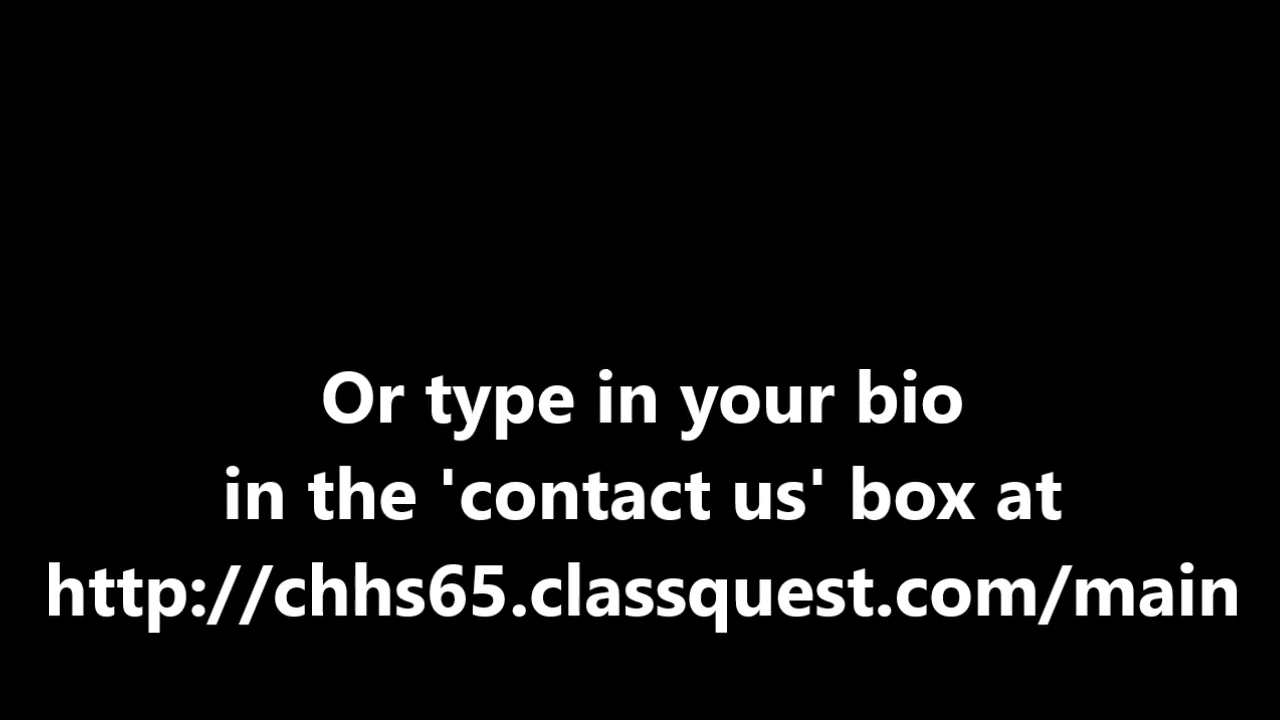 Or type in your bio
in the 'contact us' box at
http://chhs65.classquest.com/main